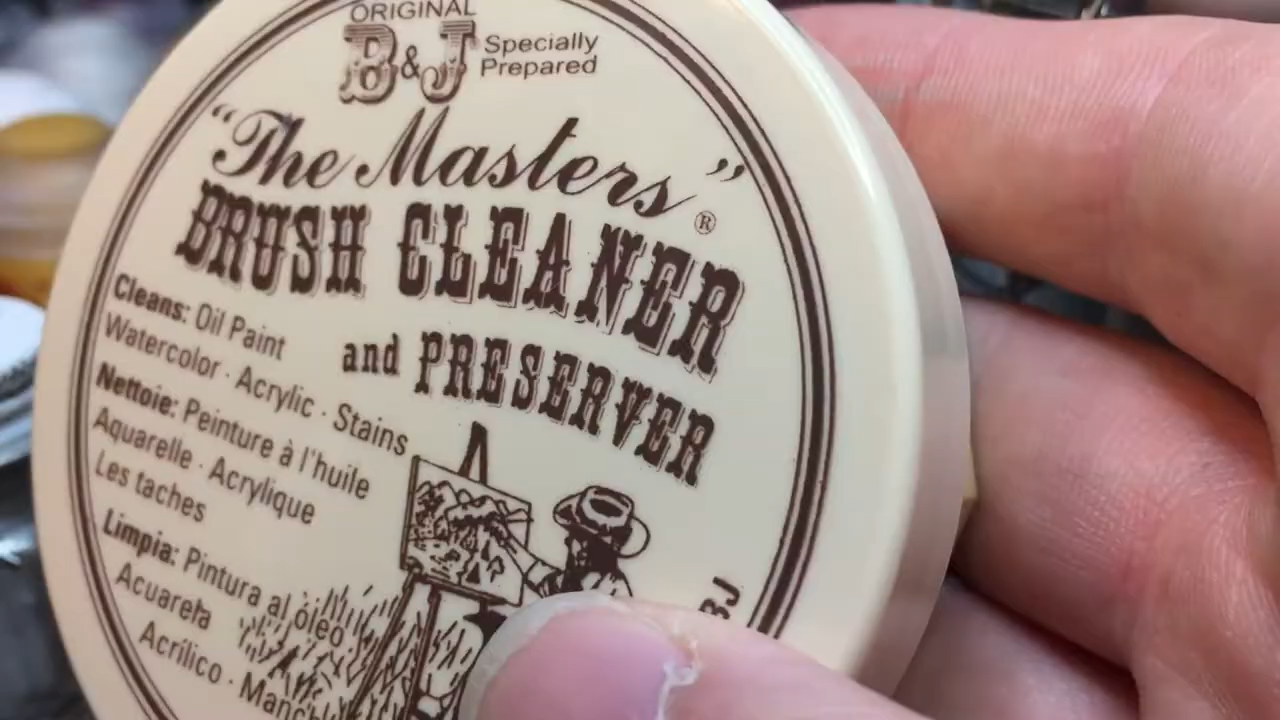 ORIGINAL
B&J Specially
Prepared
"The Masters"®
BRUSH CLEANER
and PRESERVER
Cleans: Oil Paint
Watercolor · Acrylic · Stains
Nettoie: Peinture à l'huile
Aquarelle · Acrylique
Les taches
Limpia: Pintura al óleo
Acuarela
Acrílico ·
BJ